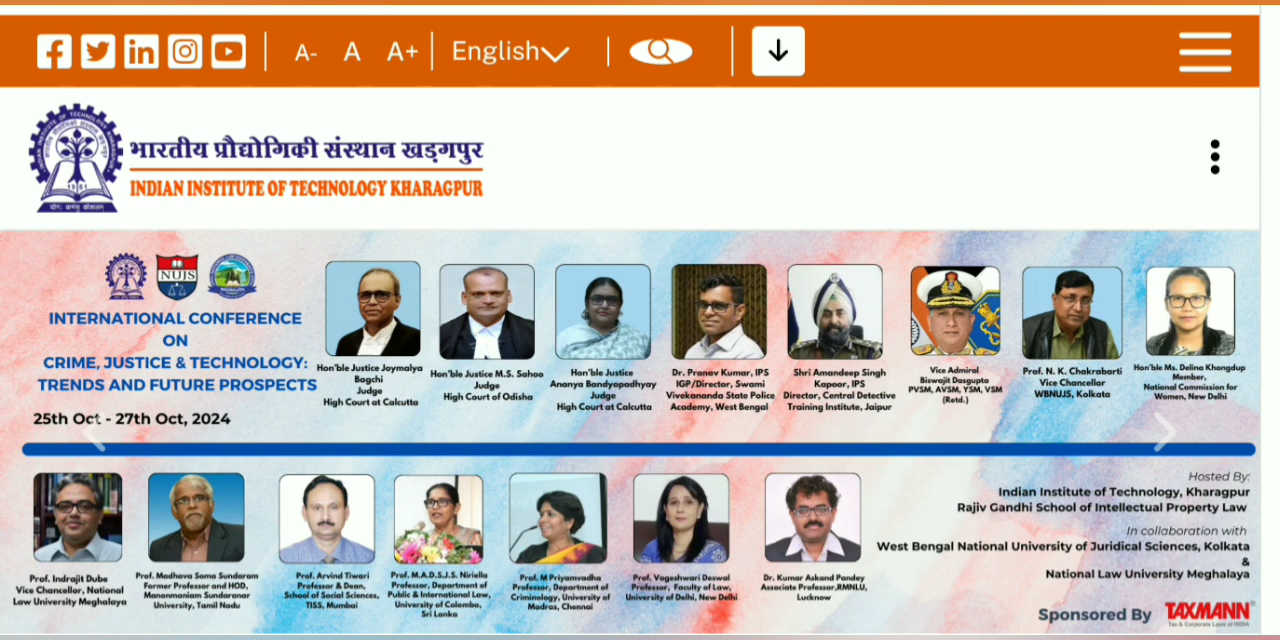 A-
A
A+
English
भारतीय प्रौद्योगिकी संस्थान खड़गपुर
INDIAN INSTITUTE OF TECHNOLOGY KHARAGPUR
1951
योगः कर्मसु कौशलम्
NUJS
INTERNATIONAL CONFERENCE
ON
CRIME, JUSTICE & TECHNOLOGY:
TRENDS AND FUTURE PROSPECTS
25th Oct - 27th Oct, 2024
Hon'ble Justice Joymalya
Bagchi
Judge
High Court at Calcutta
Hon'ble Justice M.S. Sahoo
Judge
High Court of Odisha
Hon'ble Justice
Ananya Bandyopadhyay
Judge
High Court at Calcutta
Dr. Pranav Kumar, IPS
IGP/Director, Swami
Vivekananda State Police
Academy, West Bengal
Shri Amandeep Singh
Kapoor, IPS
Director, Central Detective
Training Institute, Jaipur
Vice Admiral
Biswajit Dasgupta
PVSM, AVSM, YSM, VSM
(Retd.)
Prof. N. K. Chakrabarti
Vice Chancellor
WBNUJS, Kolkata
Hon'ble Ms. Delina Khongdup
Member,
National Commission for
Women, New Delhi
Prof. Indrajit Dube
Vice Chancellor, National
Law University Meghalaya
Prof. Madhava Soma Sundaram
Former Professor and HOD,
Manonmaniam Sundaranar
University, Tamil Nadu
Prof. Arvind Tiwari
Professor & Dean,
School of Social Sciences,
TISS, Mumbai
Prof. M.A.D.S.J.S. Niriella
Professor, Department of
Public & International Law,
University of Colombo,
Sri Lanka
Prof. M Priyamvadha
Professor, Department of
Criminology, University of
Madras, Chennai
Prof. Vageshwari Deswal
Professor, Faculty of Law,
University of Delhi, New Delhi
Dr. Kumar Askand Pandey
Associate Professor,RMNLU,
Lucknow
Hosted By:
Indian Institute of Technology, Kharagpur
Rajiv Gandhi School of Intellectual Property Law
In collaboration with
West Bengal National University of Juridical Sciences, Kolkata
&
National Law University Meghalaya
Sponsored By
TAXMANN®
Tax & Corporate Laws of INDIA